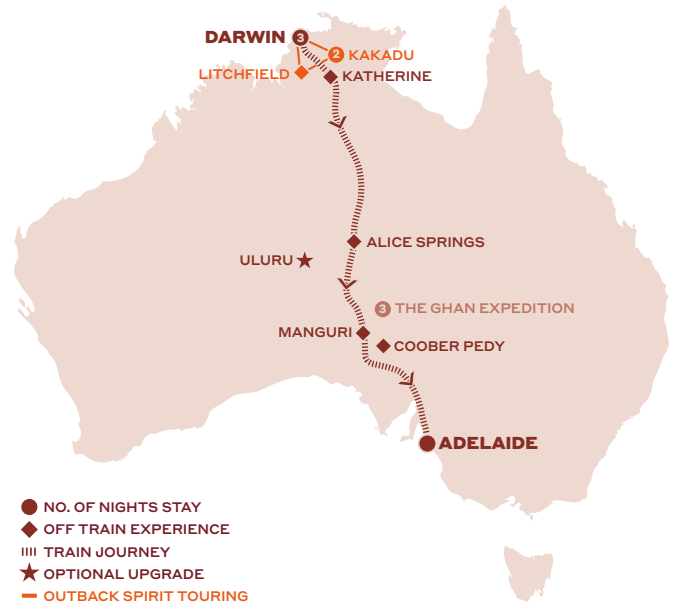 DARWIN 3
2 KAKADU
LITCHFIELD
KATHERINE
ALICE SPRINGS
ULURU
3 THE GHAN EXPEDITION
MANGURI
COOBER PEDY
ADELAIDE
NO. OF NIGHTS STAY
OFF TRAIN EXPERIENCE
TRAIN JOURNEY
OPTIONAL UPGRADE
OUTBACK SPIRIT TOURING